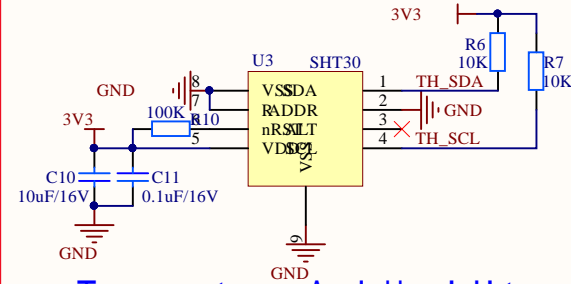 3V3
R6
10K
R7
10K
U3
SHT30
GND
8
VSS
SDA
1
TH_SDA
7
R
ADDR
2
GND
100K
R10
6
nRST
ALT
3
3V3
5
VDD
SCL
4
TH_SCL
VSS
C10
10uF/16V
C11
0.1uF/16V
9
GND
GND